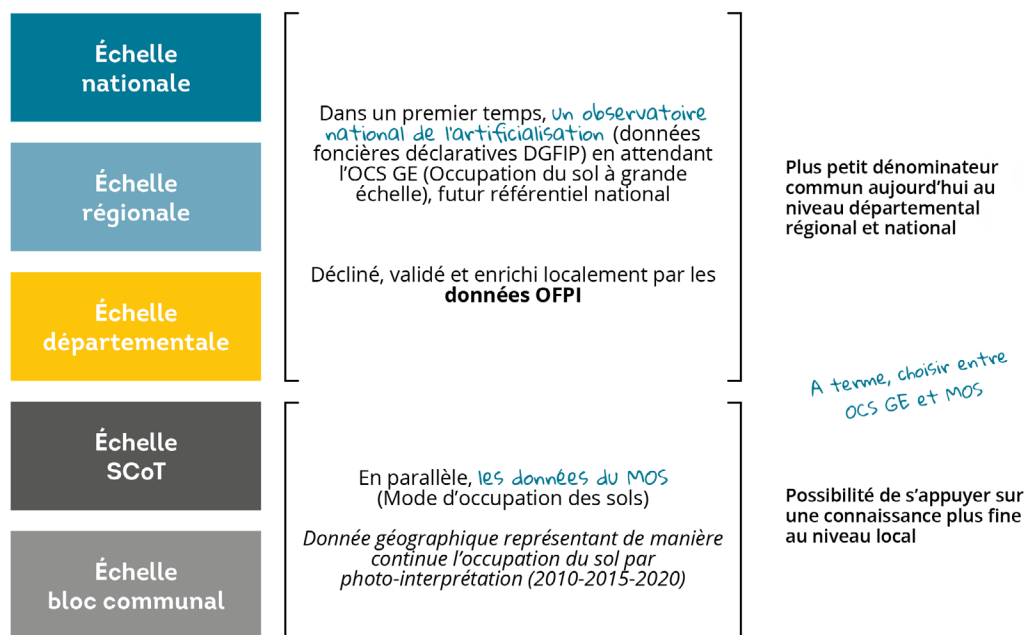 Échelle
nationale
Échelle
régionale
Échelle
départementale
Échelle
SCoT
Échelle
bloc communal
Dans un premier temps, un observatoire
national de l'artificialisation (données
foncières déclaratives DGFIP) en attendant
l’OCS GE (Occupation du sol à grande
échelle), futur référentiel national
Décliné, validé et enrichi localement par les
données OFPI
En parallèle, les données du MOS
(Mode d’occupation des sols)
Donnée géographique représentant de manière
continue l’occupation du sol par
photo-interprétation (2010-2015-2020)
Plus petit dénominateur
commun aujourd’hui au
niveau départemental
régional et national
A terme, choisir entre
OCS GE et MOS
Possibilité de s’appuyer sur
une connaissance plus fine
au niveau local